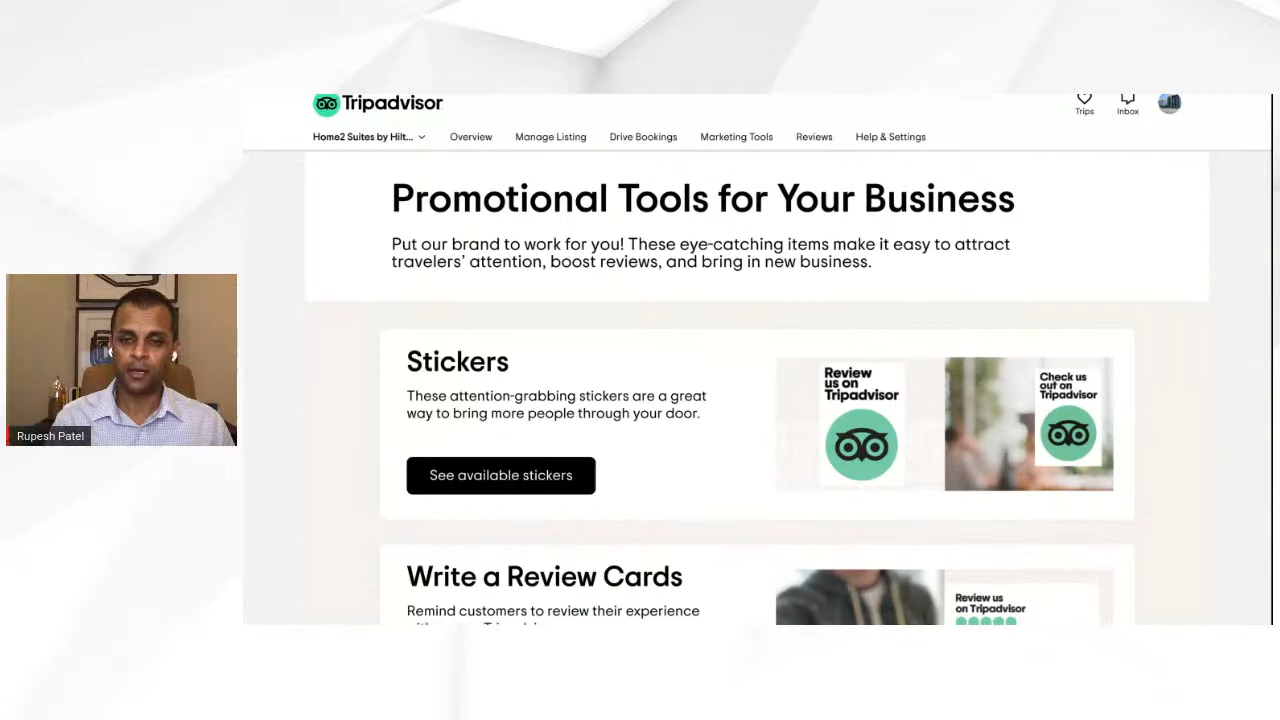 Tripadvisor
Trips
Inbox
Home2 Suites by Hilt...
Overview
Manage Listing
Drive Bookings
Marketing Tools
Reviews
Help & Settings
Promotional Tools for Your Business
Put our brand to work for you! These eye-catching items make it easy to attract
travelers' attention, boost reviews, and bring in new business.
Stickers
These attention-grabbing stickers are a great
way to bring more people through your door.
See available stickers
Review
us on
Tripadvisor
Check us
out on
Tripadvisor
Rupesh Patel
Write a Review Cards
Remind customers to review their experience
Review us
on Tripadvisor